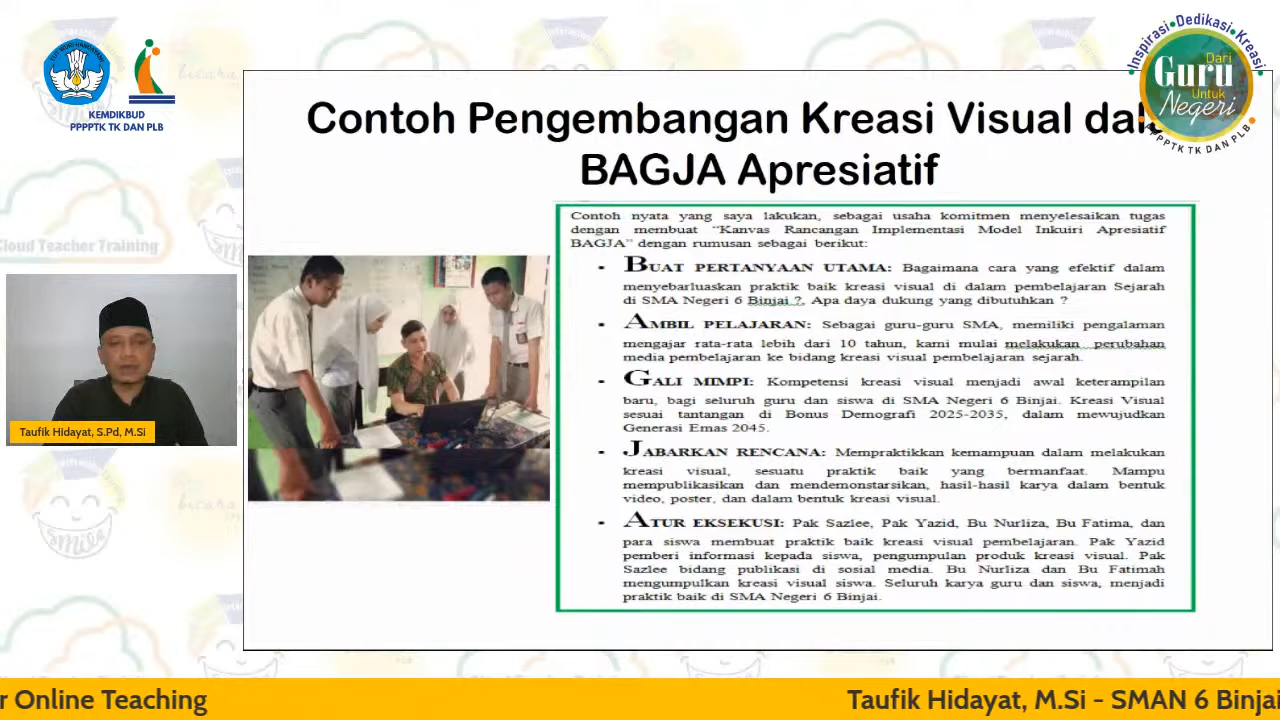 KEMDIKBUD
PPPPTK TK DAN PLB
Inspirasi•Dedikasi•Kreasi
Dari
Guru
Untuk
Negeri
PPPPTK TK DAN PLB
Contoh Pengembangan Kreasi Visual
BAGJA Apresiatif
Contoh nyata yang saya lakukan, sebagai usaha komitmen menyelesaikan tugas
dengan membuat “Kanvas Rancangan Implementasi Model Inkuiri Apresiatif
BAGJA” dengan rumusan sebagai berikut:
▪ BUAT PERTANYAAN UTAMA: Bagaimana cara yang efektif dalam
menyebarluaskan praktik baik kreasi visual di dalam pembelajaran Sejarah
di SMA Negeri 6 Binjai ?, Apa daya dukung yang dibutuhkan ?
▪ AMBIL PELAJARAN: Sebagai guru-guru SMA, memiliki pengalaman
mengajar rata-rata lebih dari 10 tahun, kami mulai melakukan perubahan
media pembelajaran ke bidang kreasi visual pembelajaran sejarah.
▪ GALI MIMPI: Kompetensi kreasi visual menjadi awal keterampilan
baru, bagi seluruh guru dan siswa di SMA Negeri 6 Binjai. Kreasi Visual
sesuai tantangan di Bonus Demografi 2025-2035, dalam mewujudkan
Generasi Emas 2045.
▪ JABARKAN RENCANA: Mempraktikkan kemampuan dalam melakukan
kreasi visual, sesuatu praktik baik yang bermanfaat. Mampu
mempublikasikan dan mendemonstarsikan, hasil-hasil karya dalam bentuk
video, poster, dan dalam bentuk kreasi visual.
▪ ATUR EKSEKUSI: Pak Sazlee, Pak Yazid, Bu Nurliza, Bu Fatima, dan
para siswa membuat praktik baik kreasi visual pembelajaran. Pak Yazid
pemberi informasi kepada siswa, pengumpulan produk kreasi visual. Pak
Sazlee bidang publikasi di sosial media. Bu Nurliza dan Bu Fatimah
mengumpulkan kreasi visual siswa. Seluruh karya guru dan siswa, menjadi
praktik baik di SMA Negeri 6 Binjai.
Cloud Teacher Training
smile
Taufik Hidayat, S.Pd, M.Si
smile
smile
r Online Teaching
Taufik Hidayat, M.Si - SMAN 6 Binjai